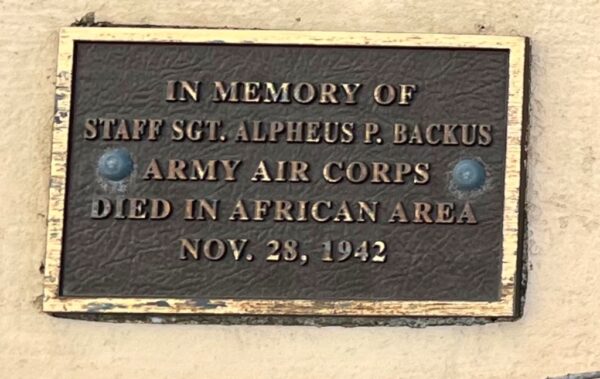 IN MEMORY OF
STAFF SGT. ALPHEUS P. BACKUS
ARMY AIR CORPS
DIED IN AFRICAN AREA
NOV. 28, 1942